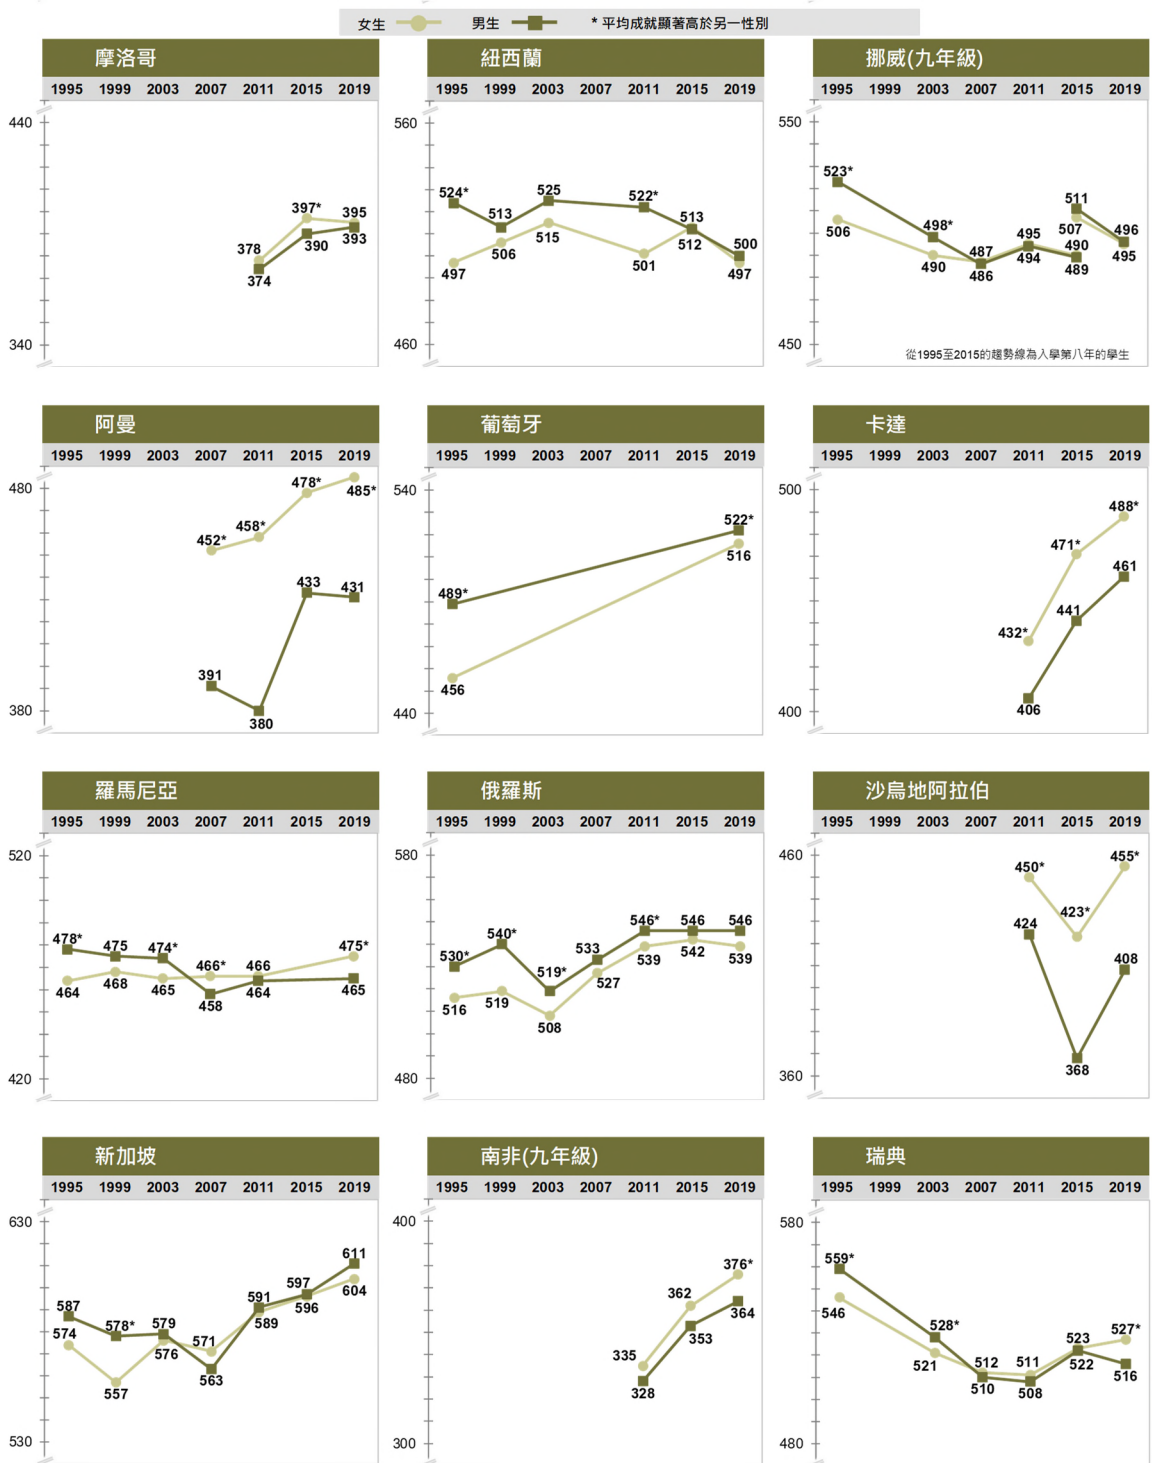 女生 男生 * 平均成就顯著高於另一性別
摩洛哥
1995 1999 2003 2007 2011 2015 2019
440
397* 395
378
390 393
374
340
紐西蘭
1995 1999 2003 2007 2011 2015 2019
560
524* 513 525 522* 513
500
497 506 515 501 512 497
460
挪威(九年級)
1995 1999 2003 2007 2011 2015 2019
550
523*
511
498* 487 495 507 490 496
506 490 486 494 489 495
450
從1995至2015的趨勢線為入學第八年的學生
阿曼
1995 1999 2003 2007 2011 2015 2019
480
452* 458* 478* 485*
433 431
391
380
380
葡萄牙
1995 1999 2003 2007 2011 2015 2019
540
522*
516
489*
456
440
卡達
1995 1999 2003 2007 2011 2015 2019
500
488*
471*
432* 441 461
406
400
羅馬尼亞
1995 1999 2003 2007 2011 2015 2019
520
478* 475 474* 466* 466 475*
464 468 465 458 464 465
420
俄羅斯
1995 1999 2003 2007 2011 2015 2019
580
530* 540* 519* 533 546* 546 546
516 519 508 527 539 542 539
480
沙烏地阿拉伯
1995 1999 2003 2007 2011 2015 2019
460
450* 423* 455*
424 368 408
360
新加坡
1995 1999 2003 2007 2011 2015 2019
630
587 578* 579 571 591 597 611
574 557 576 563 589 596 604
530
南非(九年級)
1995 1999 2003 2007 2011 2015 2019
400
335 362 376*
328 353 364
300
瑞典
1995 1999 2003 2007 2011 2015 2019
580
559* 528* 512 511 523 527*
546 521 510 508 522 516
480